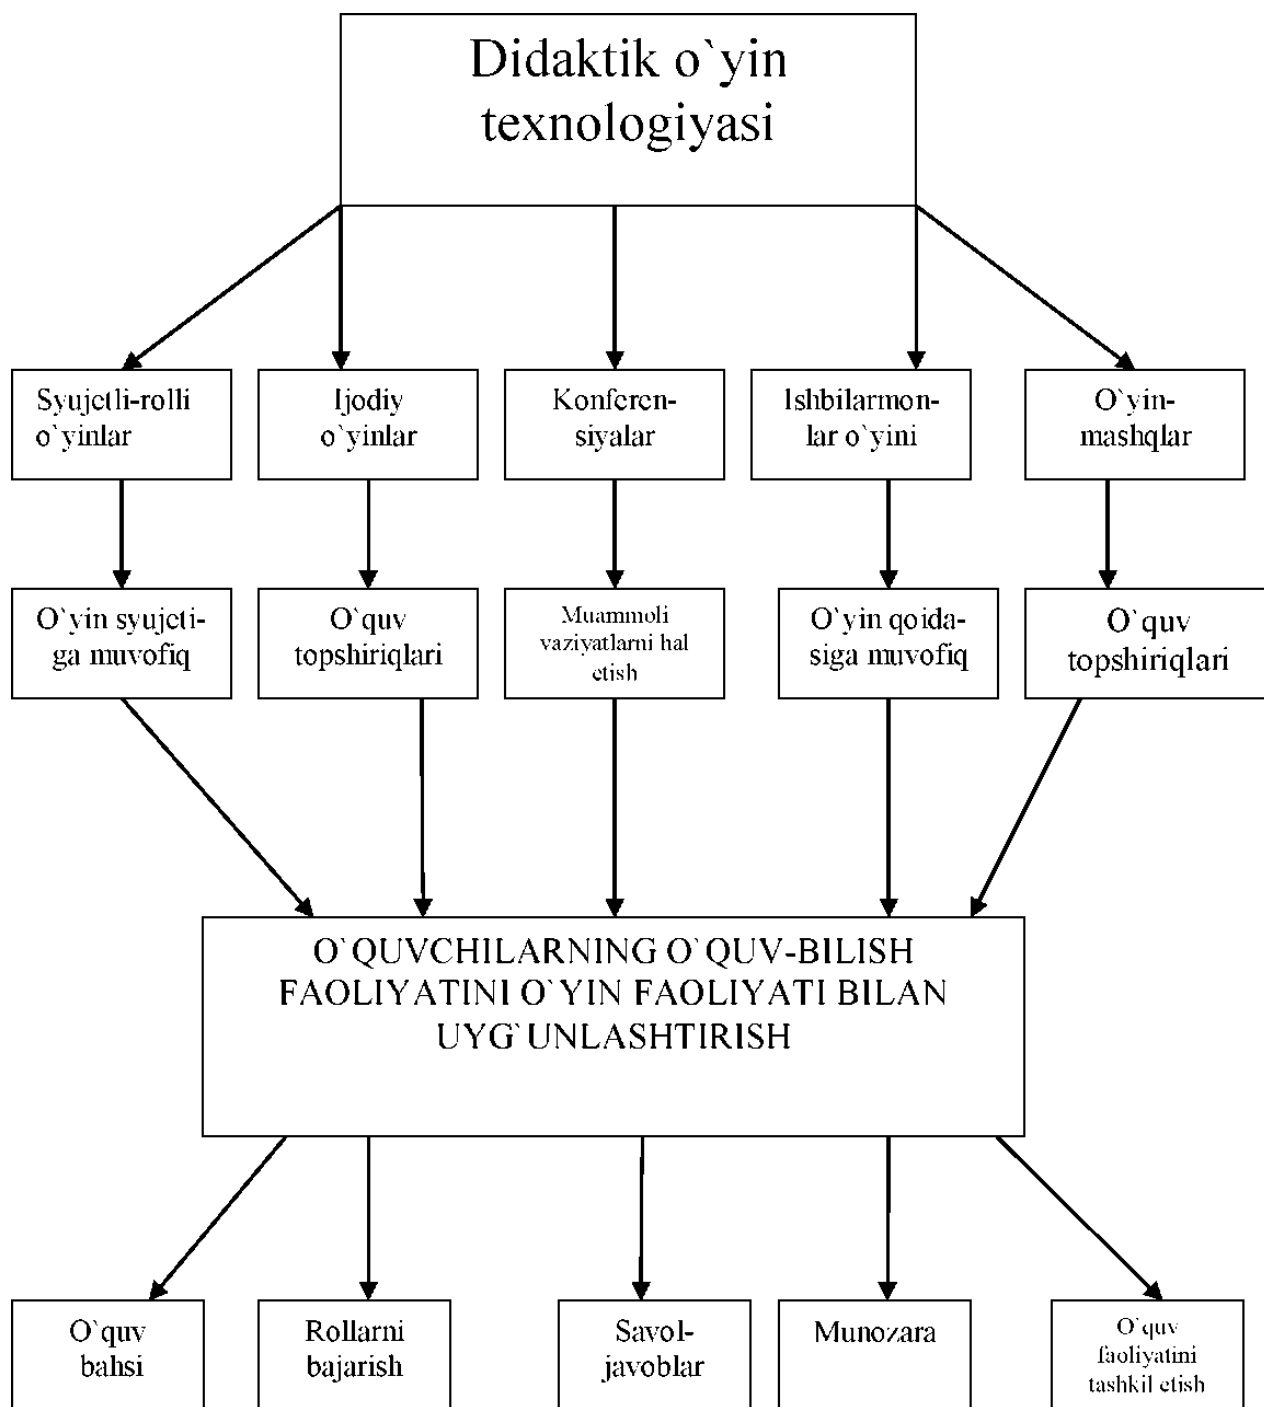 Didaktik o`yin
texnologiyasi
Syujetli-rolli
o`yinlar
Ijodiy
o`yinlar
Konferen-
siyalar
Ishbilarmon-
lar o`yini
O`yin-
mashqlar
O`yin syujeti-
ga muvofiq
O`quv
topshiriqlari
Muammoli
vaziyatlarni hal
etish
O`yin qoida-
siga muvofiq
O`quv
topshiriqlari
O`QUVCHILARNING O`QUV-BILISH
FAOLIYATINI O`YIN FAOLIYATI BILAN
UYG`UNLASHTIRISH
O`quv
bahsi
Rollarni
bajarish
Savol-
javoblar
Munozara
O`quv
faoliyatini
tashkil etish